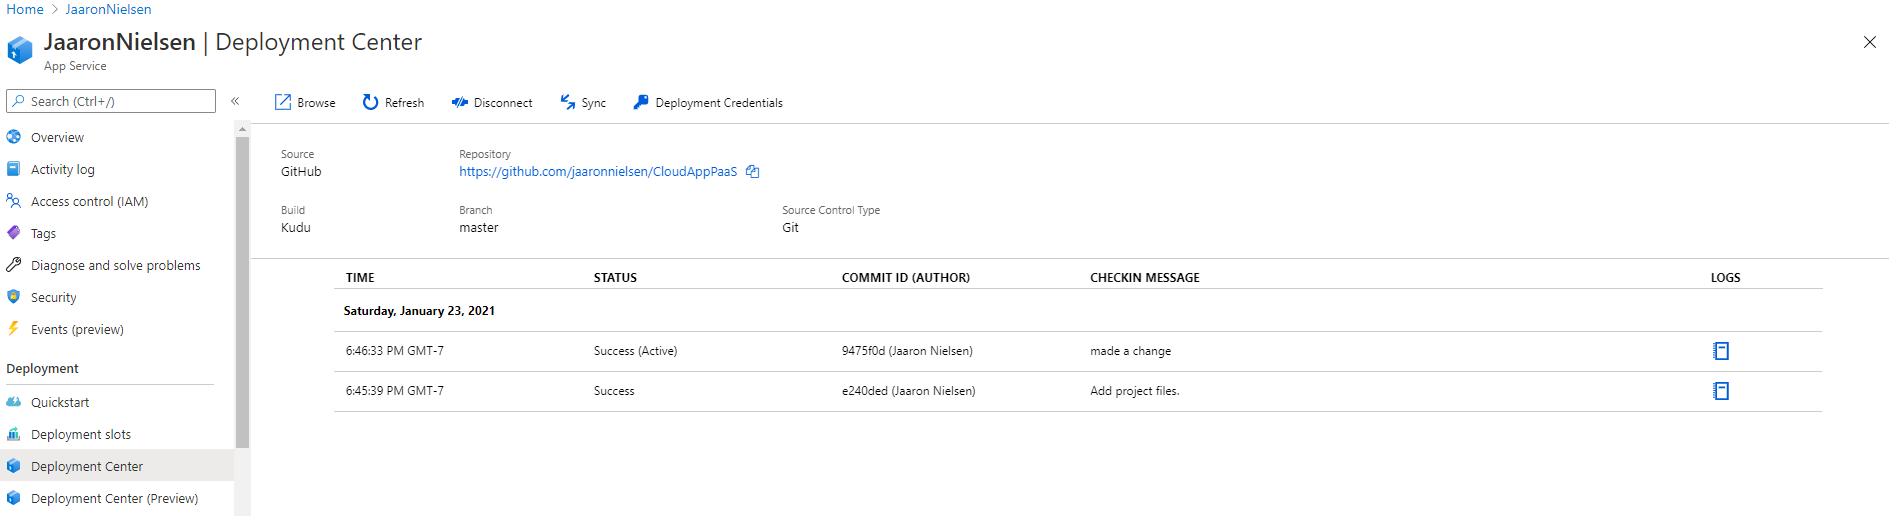 Home > JaaronNielsen
JaaronNielsen | Deployment Center
App Service
Search (Ctrl+/)
«
Browse
Refresh
Disconnect
Sync
Deployment Credentials
Overview
Activity log
Access control (IAM)
Tags
Diagnose and solve problems
Security
Events (preview)
Deployment
Quickstart
Deployment slots
Deployment Center
Deployment Center (Preview)
Source
GitHub
Repository
https://github.com/jaaronnielsen/CloudAppPaaS
Build
Kudu
Branch
master
Source Control Type
Git
TIME STATUS COMMIT ID (AUTHOR) CHECKIN MESSAGE LOGS
Saturday, January 23, 2021
6:46:33 PM GMT-7 Success (Active) 9475f0d (Jaaron Nielsen) made a change
6:45:39 PM GMT-7 Success e240ded (Jaaron Nielsen) Add project files.